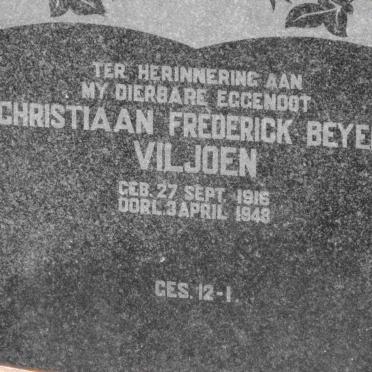 TER HERINNERING AAN
MY DIERBARE EGGENOOT
CHRISTIAAN FREDERICK BEYE
VILJOEN
GEB. 27 SEPT. 1916
OORL. 3 APRIL 1948
GES. 12-1.